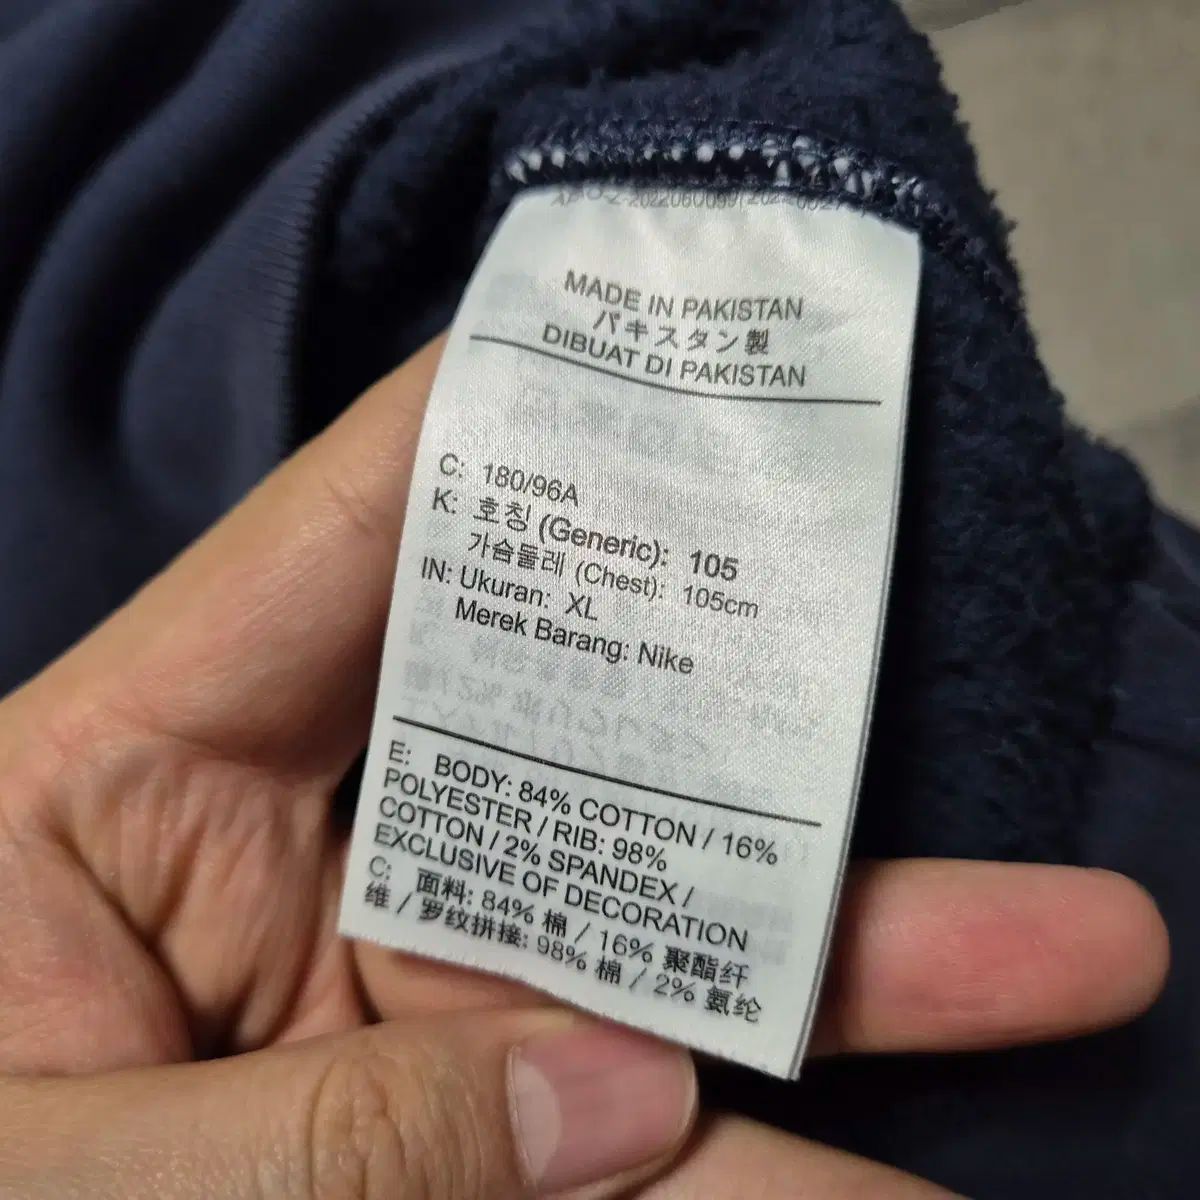 MADE IN PAKISTAN
パキスタン製
DIBUAT DI PAKISTAN
C: 180/96A
K: 호칭 (Generic): 105
가슴둘레 (Chest): 105cm
IN: Ukuran: XL
Merek Barang: Nike
E: BODY: 84% COTTON / 16%
POLYESTER / RIB: 98%
COTTON / 2% SPANDEX /
EXCLUSIVE OF DECORATION
C: 面料: 84% 棉 / 16% 聚酯纤
维 / 罗纹拼接: 98% 棉 / 2% 氨纶